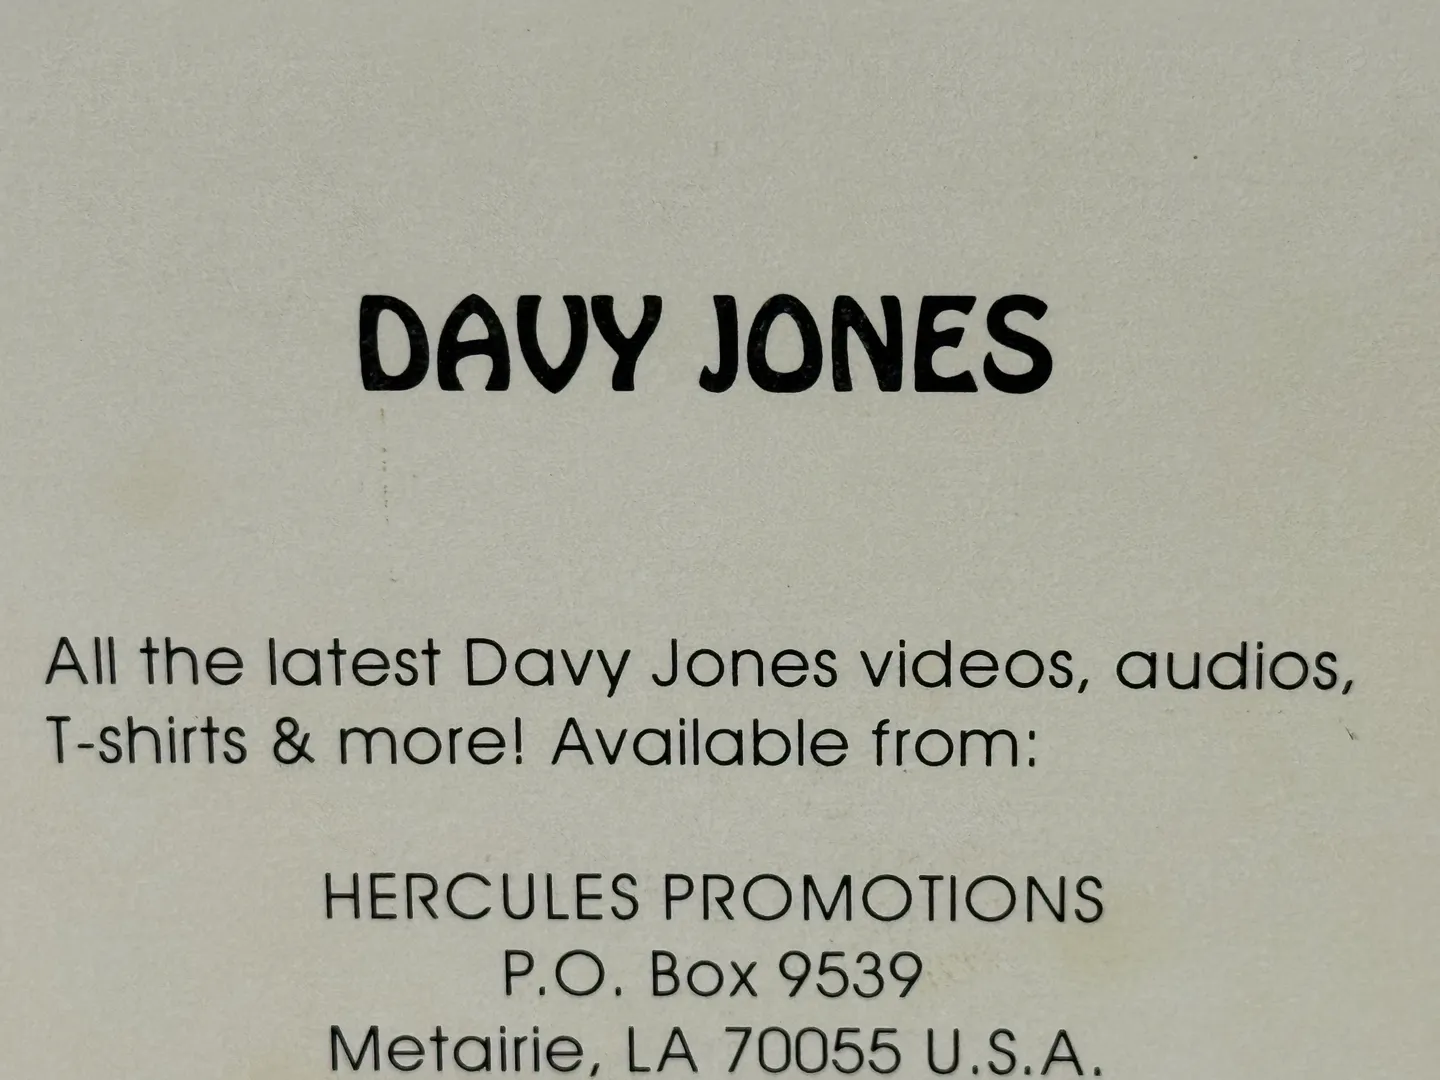 DAVY JONES
All the latest Davy Jones videos, audios,
T-shirts & more! Available from:
HERCULES PROMOTIONS
P.O. Box 9539
Metairie, LA 70055 U.S.A.